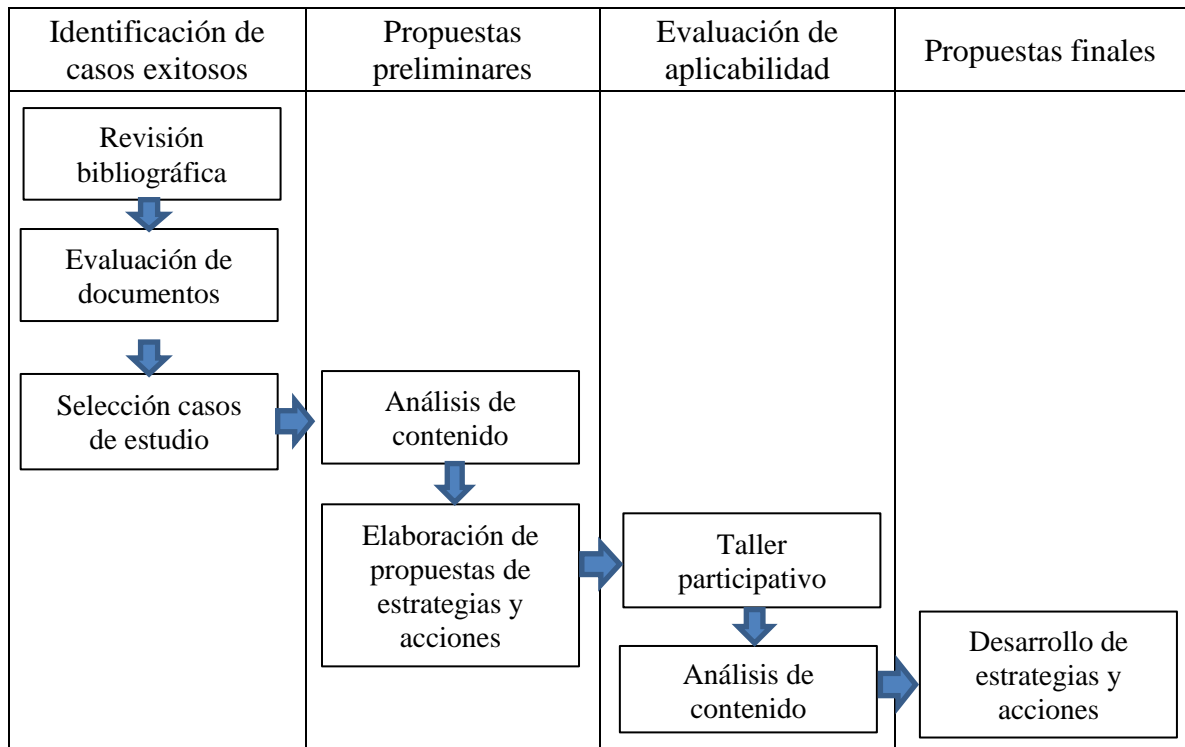 Identificación de
casos exitosos
Propuestas
preliminares
Evaluación de
aplicabilidad
Propuestas finales
Revisión
bibliográfica
Evaluación de
documentos
Selección casos
de estudio
Análisis de
contenido
Elaboración de
propuestas de
estrategias y
acciones
Taller
participativo
Análisis de
contenido
Desarrollo de
estrategias y
acciones